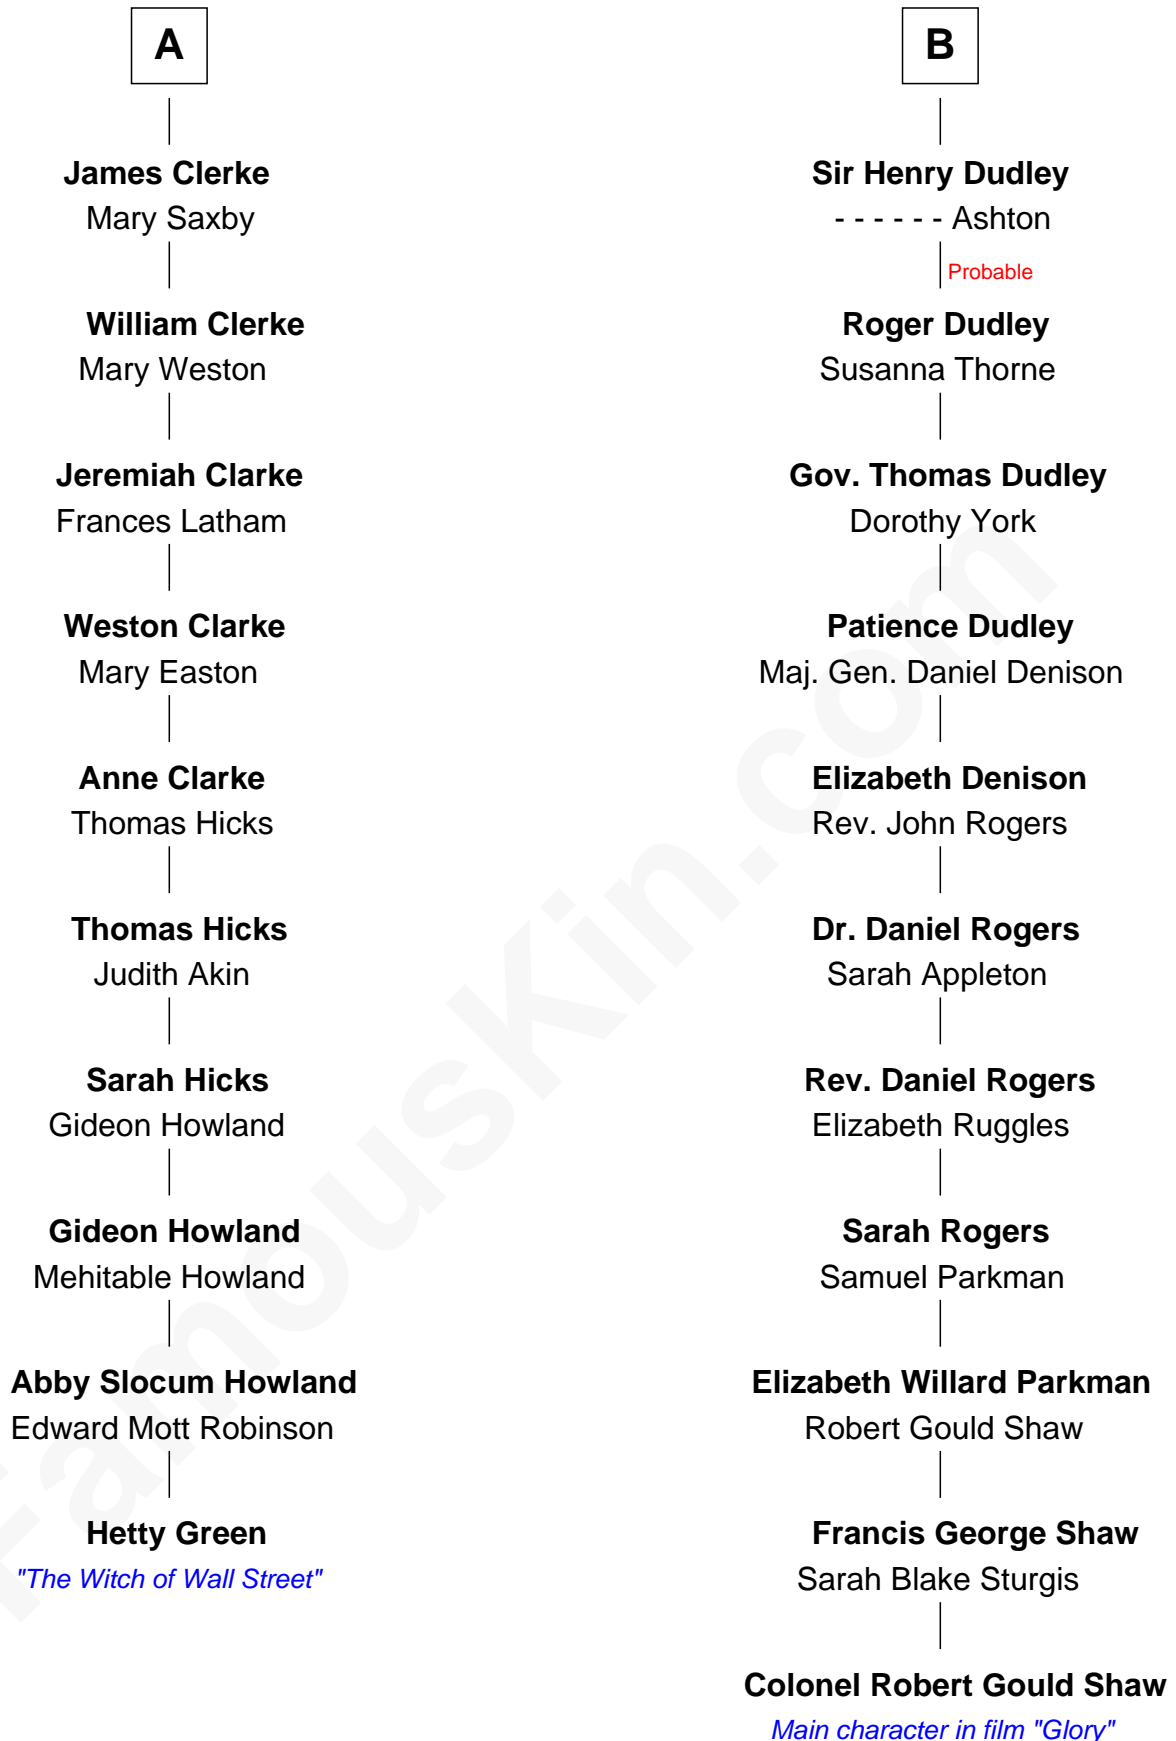 A
James Clerke
Mary Saxby
William Clerke
Mary Weston
Jeremiah Clarke
Frances Latham
Weston Clarke
Mary Easton
Anne Clarke
Thomas Hicks
Thomas Hicks
Judith Akin
Sarah Hicks
Gideon Howland
Gideon Howland
Mehitable Howland
Abby Slocum Howland
Edward Mott Robinson
Hetty Green
"The Witch of Wall Street"
B
Sir Henry Dudley
- - - - - - Ashton
Probable
Roger Dudley
Susanna Thorne
Gov. Thomas Dudley
Dorothy York
Patience Dudley
Maj. Gen. Daniel Denison
Elizabeth Denison
Rev. John Rogers
Dr. Daniel Rogers
Sarah Appleton
Rev. Daniel Rogers
Elizabeth Ruggles
Sarah Rogers
Samuel Parkman
Elizabeth Willard Parkman
Robert Gould Shaw
Francis George Shaw
Sarah Blake Sturgis
Colonel Robert Gould Shaw
Main character in film "Glory"
FamousKin.com